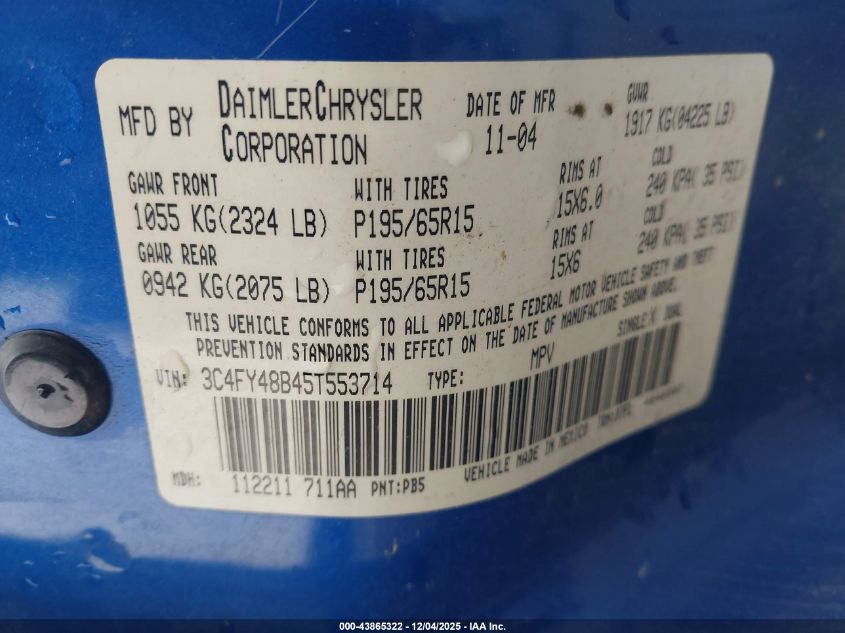 MFD BY DAIMLERCHRYSLER CORPORATION DATE OF MFR 11-04 GVWR 1917 KG(04225 LB)
GAWR FRONT WITH TIRES RIMS AT COLD
1055 KG(2324 LB) P195/65R15 15X6.0 240 KPA( 35 PSI)
GAWR REAR WITH TIRES RIMS AT COLD
0942 KG(2075 LB) P195/65R15 15X6 240 KPA( 35 PSI)
THIS VEHICLE CONFORMS TO ALL APPLICABLE FEDERAL MOTOR VEHICLE SAFETY AND THEFT
PREVENTION STANDARDS IN EFFECT ON THE DATE OF MANUFACTURE SHOWN ABOVE.
VIN: 3C4FY48B45T553714 TYPE: MPV SINGLE X DUAL
MDH: 112211 711AA PNT:PB5 VEHICLE MADE IN MEXICO
000-43865322 - 12/04/2025 - IAA Inc.